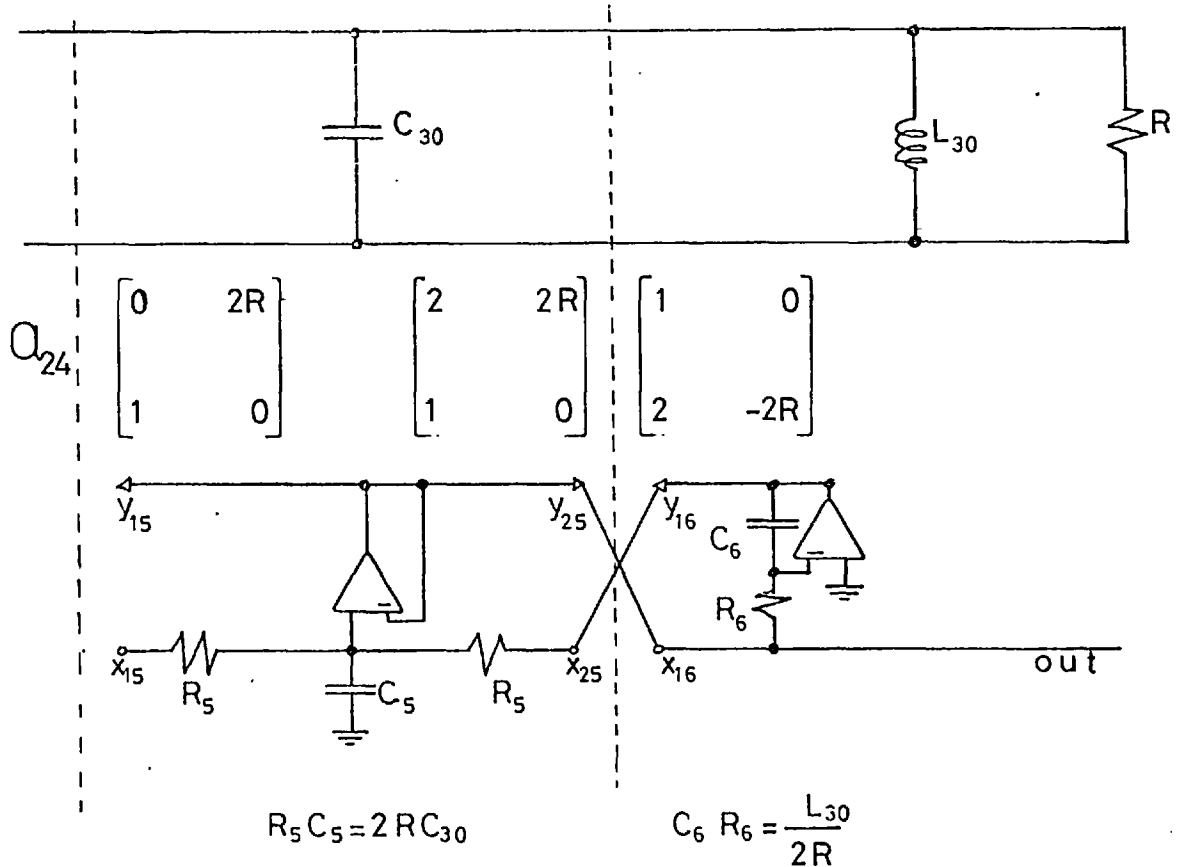 C₃₀ L₃₀ R
Q₂₄
0 2R 2 2R 1 0
1 0 1 0 2 -2R
y₁₅ y₂₅ y₁₆
C₆
R₆
x₁₅ R₅ C₅ R₅ x₂₅ x₁₆ out
R₅ C₅ = 2 R C₃₀
C₆ R₆ = L₃₀ / 2R